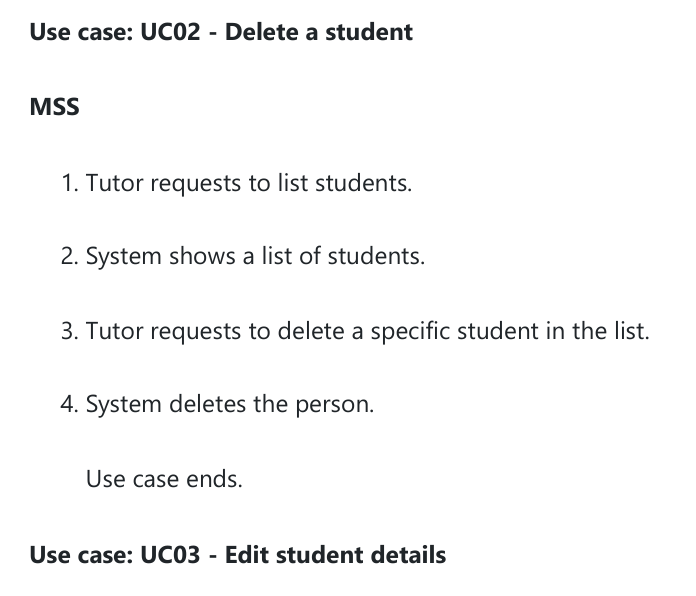 Use case: UC02 - Delete a student
MSS
1. Tutor requests to list students.
2. System shows a list of students.
3. Tutor requests to delete a specific student in the list.
4. System deletes the person.
Use case ends.
Use case: UC03 - Edit student details